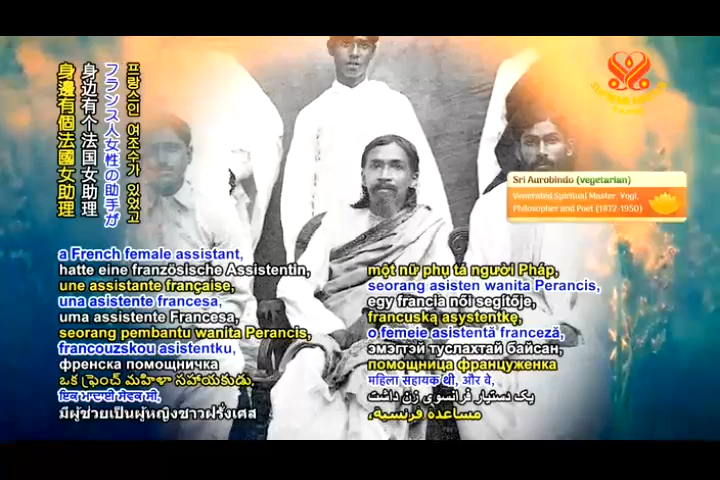 프랑스인 여조수가 있었고
フランス人女性の助手が
身边有个法国女助理
身邊有個法國女助理
Sri Aurobindo (vegetarian)
Venerated Spiritual Master, Yogi,
Philosopher and Poet (1872-1950)
a French female assistant,
hatte eine französische Assistentin,
une assistante française,
una asistente francesa,
uma assistente Francesa,
seorang pembantu wanita Perancis,
francouzskou asistentku,
френска помощничка
ఒక ఫ్రెంచ్ మహిళా సహాయకుడు,
ਇਕ ਮਾਦਾਈ ਸੇਵਕ ਸੀ,
มีผู้ช่วยเป็นผู้หญิงชาวฝรั่งเศส
một nữ phụ tá người Pháp,
seorang asisten wanita Perancis,
egy francia női segítője,
francuską asystentkę,
o femeie asistentă franceză,
эмэгтэй туслахтай байсан,
помощница француженка
महिला सहायक थी, और वे,
یک دستیار فرانسوی زن داشت
مساعدة فرنسية،